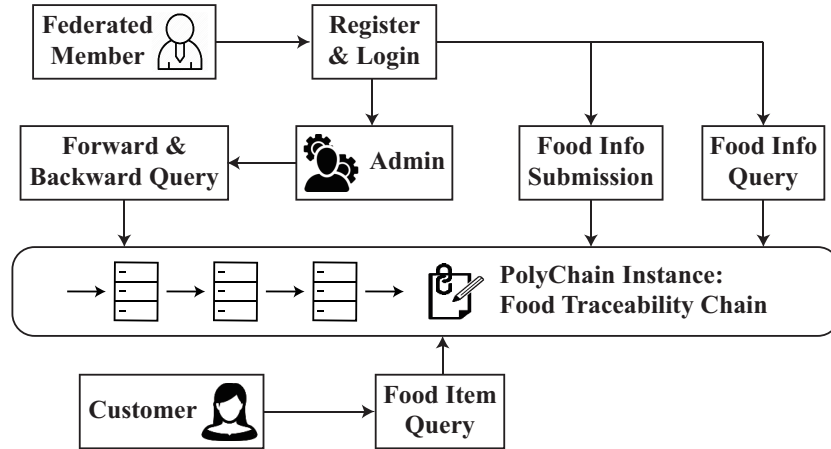 Federated
Member
Register
& Login
Forward &
Backward Query
Admin
Food Info
Submission
Food Info
Query
PolyChain Instance:
Food Traceability Chain
Customer
Food Item
Query